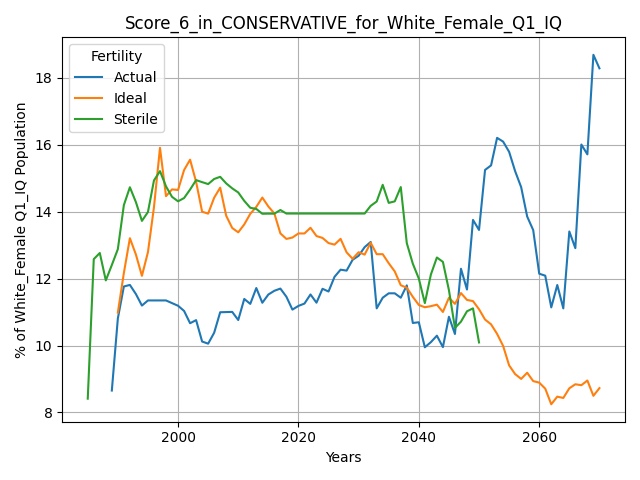 Score_6_in_CONSERVATIVE_for_White_Female_Q1_IQ
Fertility
Actual
Ideal
Sterile
% of White_Female Q1_IQ Population
18
16
14
12
10
8
2000 2020 2040 2060
Years